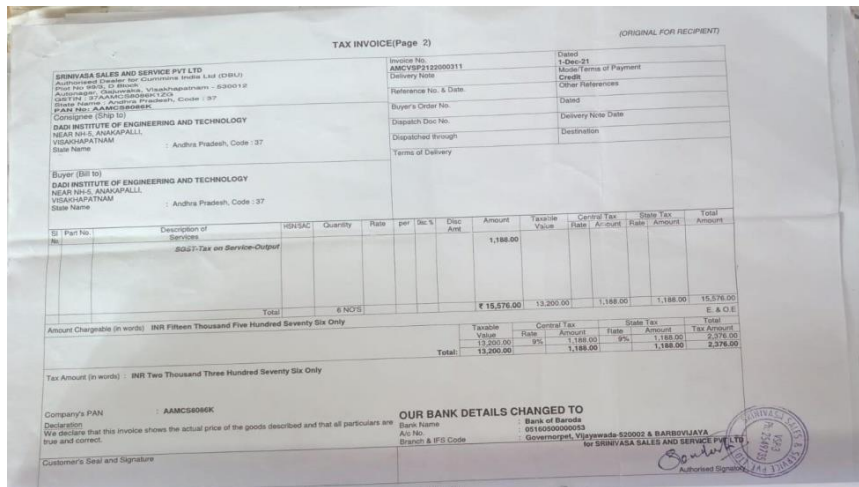 (ORIGINAL FOR RECIPIENT)
TAX INVOICE(Page 2)
SRINIVASA SALES AND SERVICE PVT LTD
Authorised Dealer for Cummins India Ltd (DBU)
Plot No 99/9, D Block
Autonagar, Gajuwaka, Visakhapatnam - 530012
GSTIN : 37AAMCS8086K1ZG
State Name : Andhra Pradesh, Code : 37
PAN No: AAMCS8086K
Invoice No.
AMCVSP2122000311
Dated
1-Dec-21
Delivery Note
Mode/Terms of Payment
Credit
Reference No. & Date.
Other References
Buyer's Order No.
Dated
Dispatch Doc No.
Delivery Note Date
Dispatched through
Destination
Terms of Delivery
Consignee (Ship to)
DADI INSTITUTE OF ENGINEERING AND TECHNOLOGY
NEAR NH-5, ANAKAPALLI,
VISAKHAPATNAM
State Name : Andhra Pradesh, Code : 37
Buyer (Bill to)
DADI INSTITUTE OF ENGINEERING AND TECHNOLOGY
NEAR NH-5, ANAKAPALLI,
VISAKHAPATNAM
State Name : Andhra Pradesh, Code : 37
Sl No. Part No. Description of Services HSN/SAC Quantity Rate per Disc % Disc Amt Amount Taxable Value Central Tax Rate Amount State Tax Rate Amount Total Amount
SGST-Tax on Service-Output 1,188.00
Total 6 NO'S ₹ 15,576.00 13,200.00 1,188.00 1,188.00 15,576.00
E. & O.E
Amount Chargeable (in words) INR Fifteen Thousand Five Hundred Seventy Six Only
Taxable Value Central Tax Rate Amount State Tax Rate Amount Total Tax Amount
13,200.00 9% 1,188.00 9% 1,188.00 2,376.00
Total: 13,200.00 1,188.00 1,188.00 2,376.00
Tax Amount (in words) : INR Two Thousand Three Hundred Seventy Six Only
Company's PAN : AAMCS8086K
Declaration
We declare that this invoice shows the actual price of the goods described and that all particulars are
true and correct.
OUR BANK DETAILS CHANGED TO
Bank Name : Bank of Baroda
A/c No. : 05160500000053
Branch & IFS Code : Governorpet, Vijayawada-520002 & BARB0VIJAYA
for SRINIVASA SALES AND SERVICE PVT LTD
Authorised Signatory
Customer's Seal and Signature